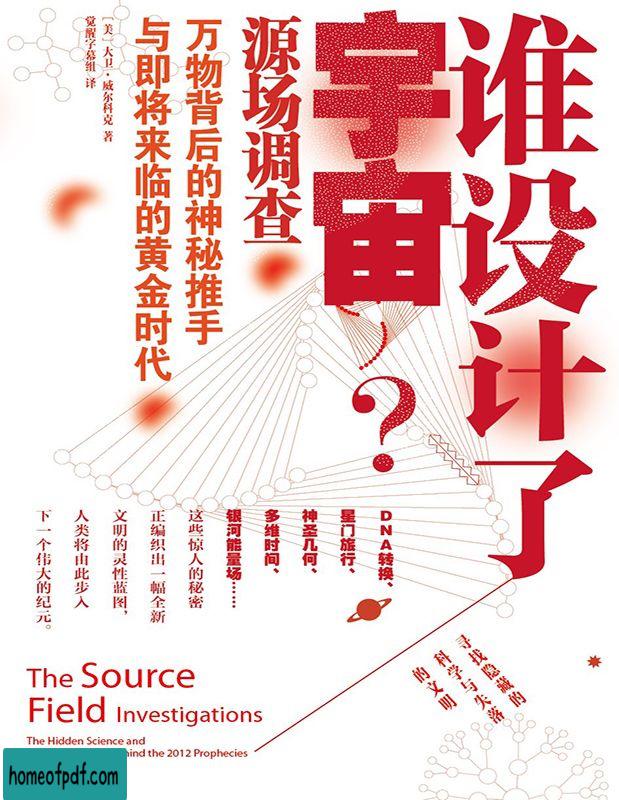 谁设计了
宇宙？
源场调查
万物背后的神秘推手
与即将来临的黄金时代
［美］大卫·威尔科克 著
觉醒字幕组 译
DNA转换、
星门旅行、
神圣几何、
多维时间、
银河能量场……
这些惊人的秘密
正编织出一幅全新
文明的灵性蓝图，
人类将由此步入
下一个伟大的纪元。
寻找隐藏的
科学与失落
的文明
The Source
Field Investigations
The Hidden Science and
hind the 2012 Prophecies
homeofpdf.com